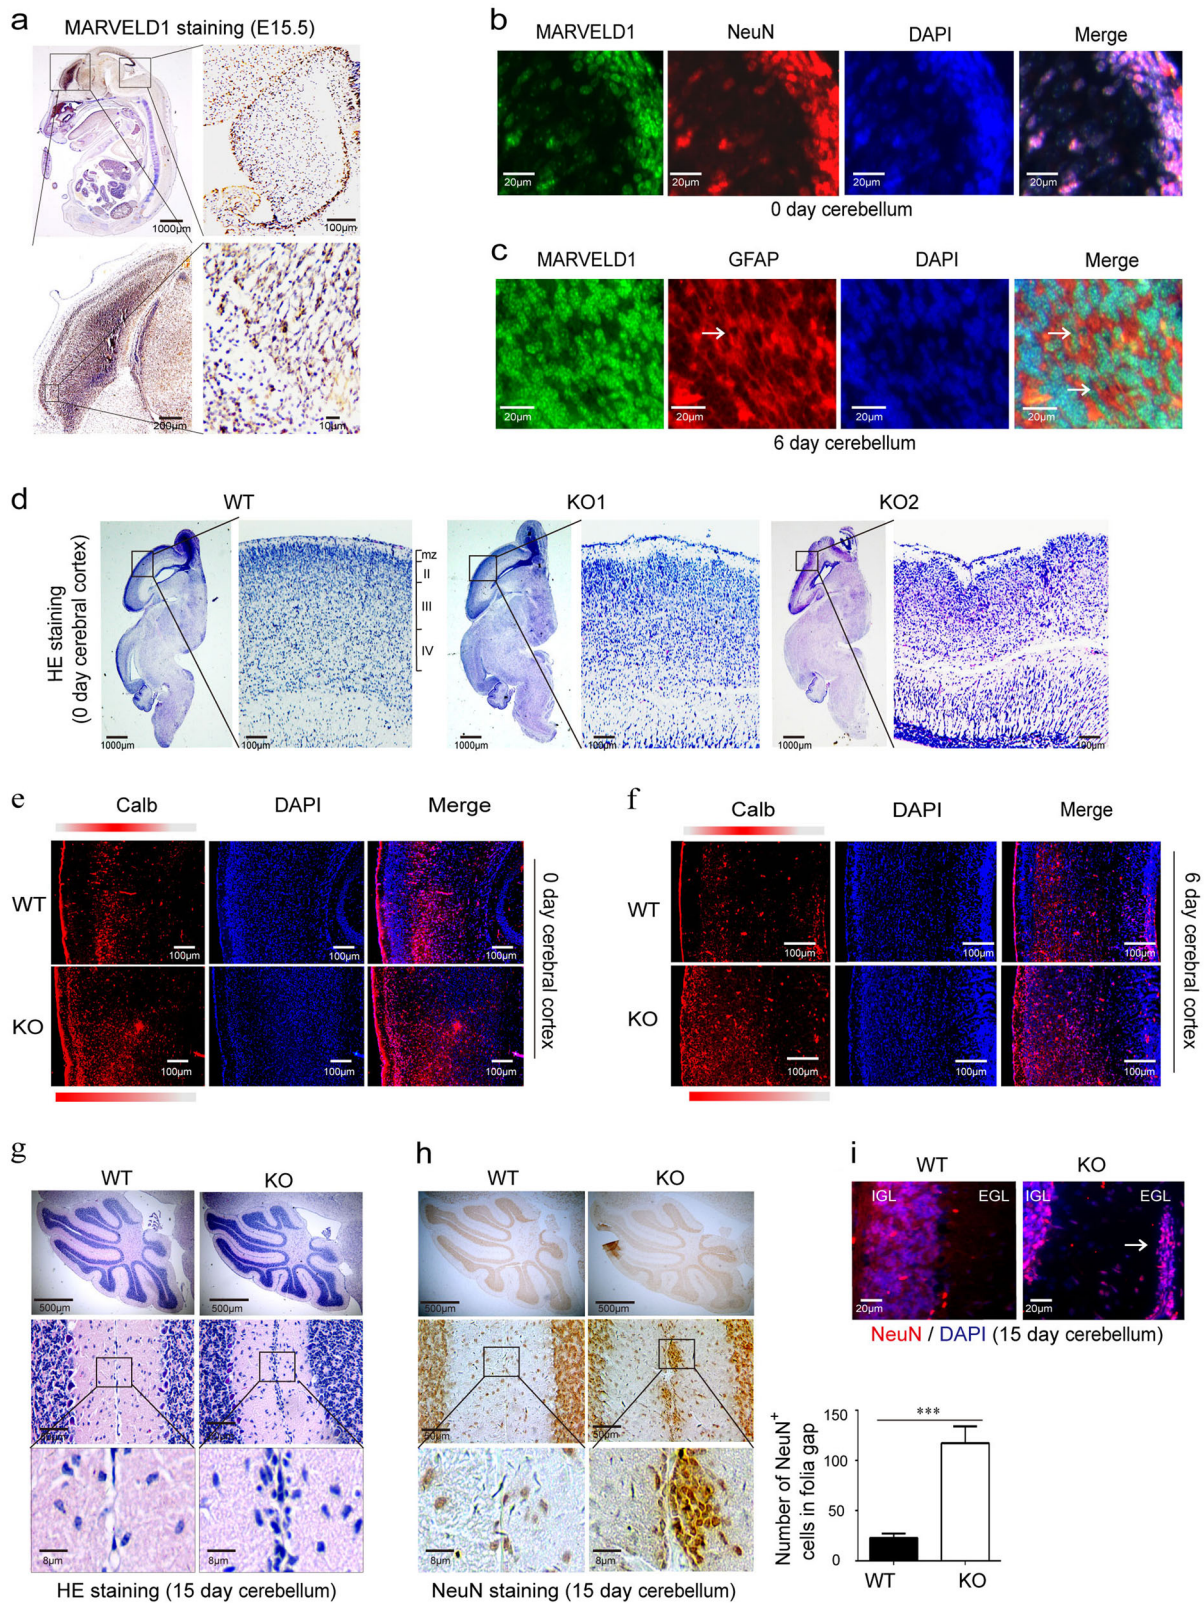 a
MARVELD1 staining (E15.5)
1000μm
100μm
200μm
10μm
b
MARVELD1 NeuN DAPI Merge
20μm 20μm 20μm 20μm
0 day cerebellum
c
MARVELD1 GFAP DAPI Merge
20μm 20μm 20μm 20μm
6 day cerebellum
d
WT KO1 KO2
HE staining
(0 day cerebral cortex)
mz
II
III
IV
1000μm 100μm 1000μm 100μm 1000μm 100μm
e
Calb DAPI Merge
WT
100μm 100μm 100μm
KO
100μm 100μm 100μm
0 day cerebral cortex
f
Calb DAPI Merge
WT
100μm 100μm 100μm
KO
100μm 100μm 100μm
6 day cerebral cortex
g
WT KO
500μm 500μm
8μm 8μm
HE staining (15 day cerebellum)
h
WT KO
500μm 500μm
50μm 50μm
8μm 8μm
NeuN staining (15 day cerebellum)
i
WT KO
IGL EGL IGL EGL
20μm 20μm
NeuN / DAPI (15 day cerebellum)
Number of NeuN⁺
cells in folia gap
150
100
50
0
***
WT KO